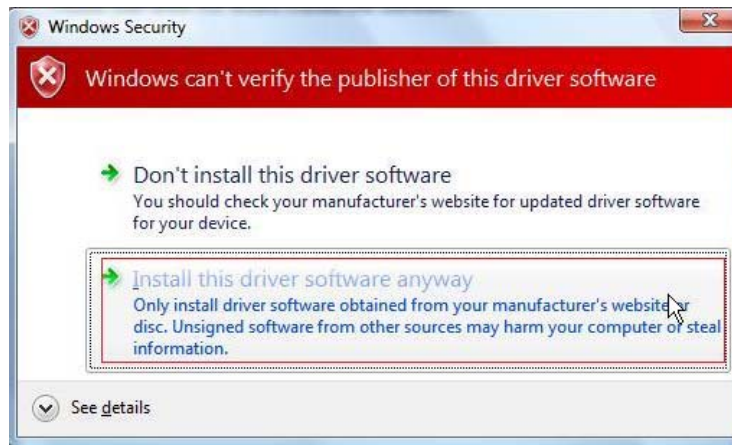 Windows Security
Windows can't verify the publisher of this driver software
Don't install this driver software
You should check your manufacturer's website for updated driver software
for your device.
Install this driver software anyway
Only install driver software obtained from your manufacturer's website or
disc. Unsigned software from other sources may harm your computer or steal
information.
See details